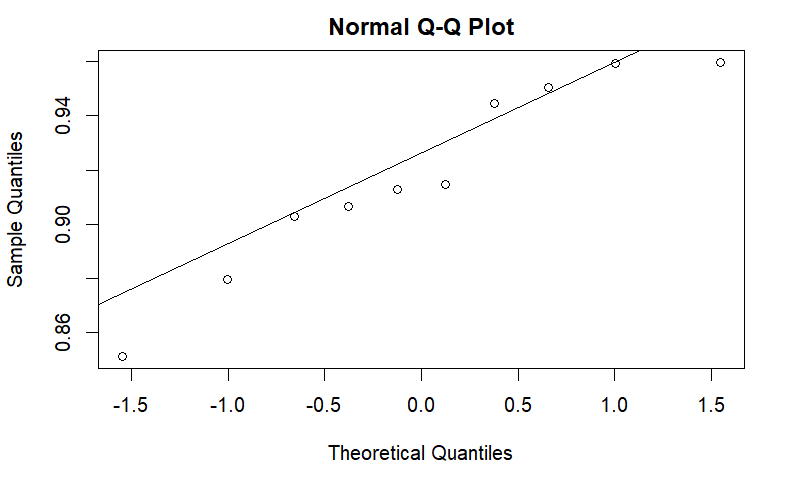 Normal Q-Q Plot
Sample Quantiles
0.94
0.90
0.86
-1.5 -1.0 -0.5 0.0 0.5 1.0 1.5
Theoretical Quantiles